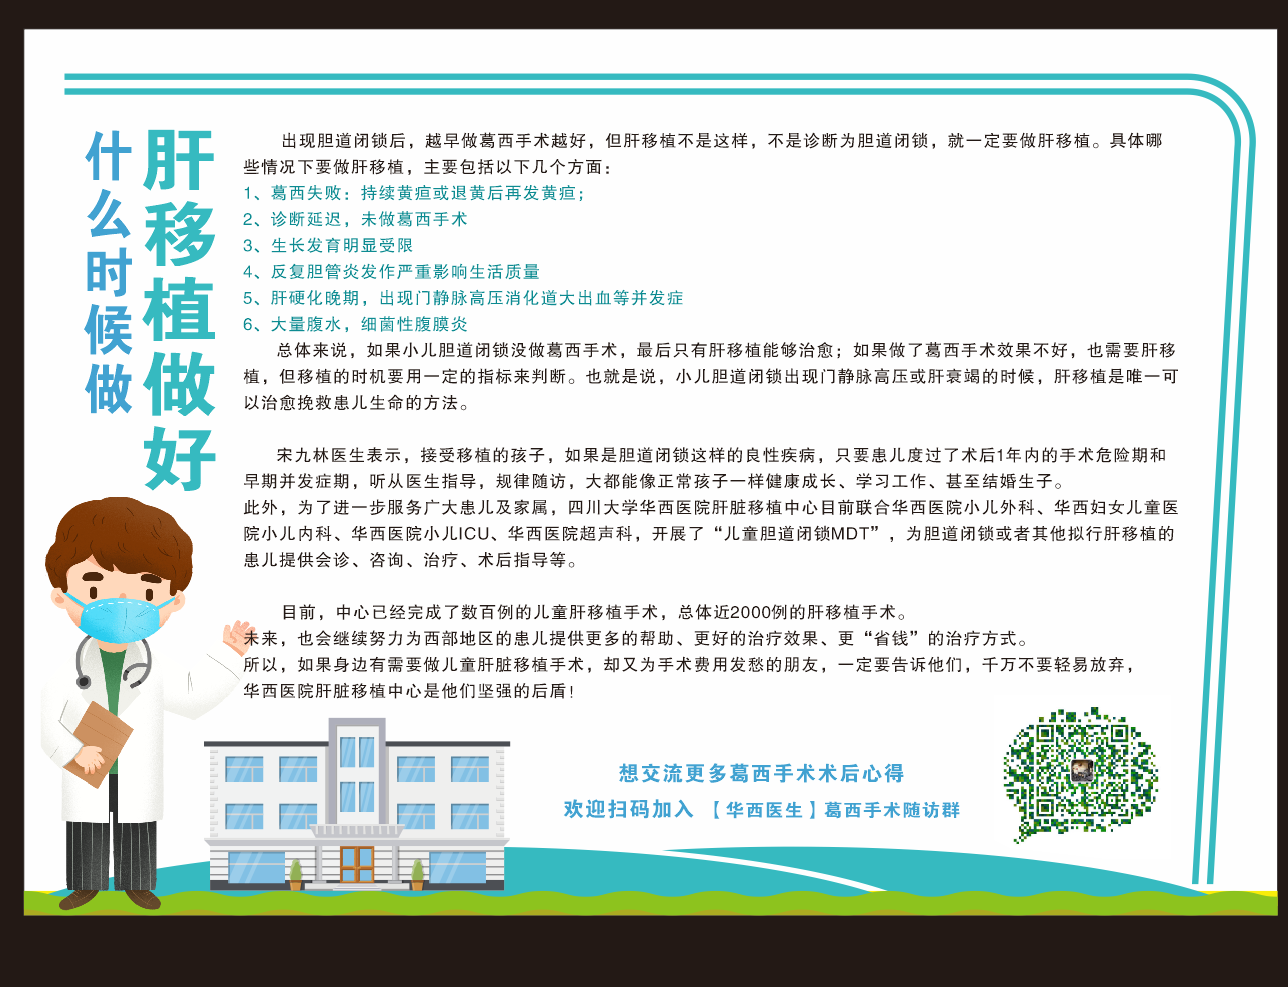 什么时候做
肝移植做好
出现胆道闭锁后，越早做葛西手术越好，但肝移植不是这样，不是诊断为胆道闭锁，就一定要做肝移植。具体哪
些情况下要做肝移植，主要包括以下几个方面：
1、葛西失败：持续黄疸或退黄后再发黄疸；
2、诊断延迟，未做葛西手术
3、生长发育明显受限
4、反复胆管炎发作严重影响生活质量
5、肝硬化晚期，出现门静脉高压消化道大出血等并发症
6、大量腹水，细菌性腹膜炎
总体来说，如果小儿胆道闭锁没做葛西手术，最后只有肝移植能够治愈；如果做了葛西手术效果不好，也需要肝移
植，但移植的时机要用一定的指标来判断。也就是说，小儿胆道闭锁出现门静脉高压或肝衰竭的时候，肝移植是唯一可
以治愈挽救患儿生命的方法。
宋九林医生表示，接受移植的孩子，如果是胆道闭锁这样的良性疾病，只要患儿度过了术后1年内的手术危险期和
早期并发症期，听从医生指导，规律随访，大都能像正常孩子一样健康成长、学习工作、甚至结婚生子。
此外，为了进一步服务广大患儿及家属，四川大学华西医院肝脏移植中心目前联合华西医院小儿外科、华西妇女儿童医
院小儿内科、华西医院小儿ICU、华西医院超声科，开展了“儿童胆道闭锁MDT”，为胆道闭锁或者其他拟行肝移植的
患儿提供会诊、咨询、治疗、术后指导等。
目前，中心已经完成了数百例的儿童肝移植手术，总体近2000例的肝移植手术。
未来，也会继续努力为西部地区的患儿提供更多的帮助、更好的治疗效果、更“省钱”的治疗方式。
所以，如果身边有需要做儿童肝脏移植手术，却又为手术费用发愁的朋友，一定要告诉他们，千万不要轻易放弃，
华西医院肝脏移植中心是他们坚强的后盾！
想交流更多葛西手术术后心得
欢迎扫码加入 【华西医生】葛西手术随访群